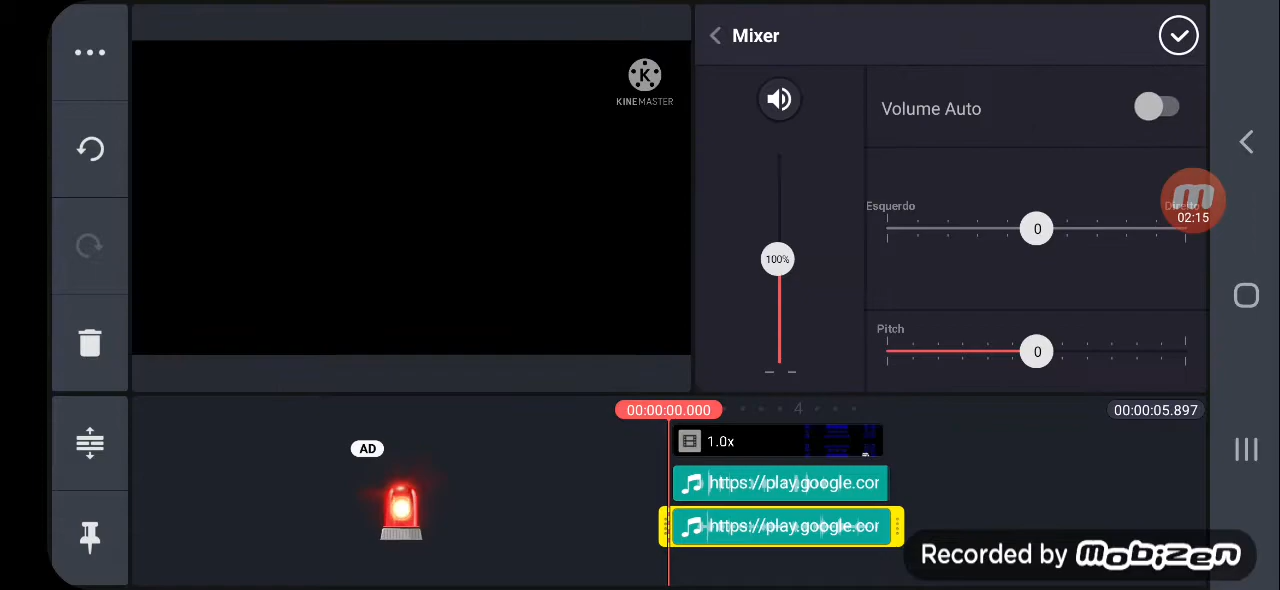 Mixer
K
KINEMASTER
Volume Auto
Esquerdo
Direito
02:15
0
100%
Pitch
0
00:00:00.000
4
00:00:05.897
AD
1.0x
https://play.google.cor
https://play.google.cor
Recorded by mobizen